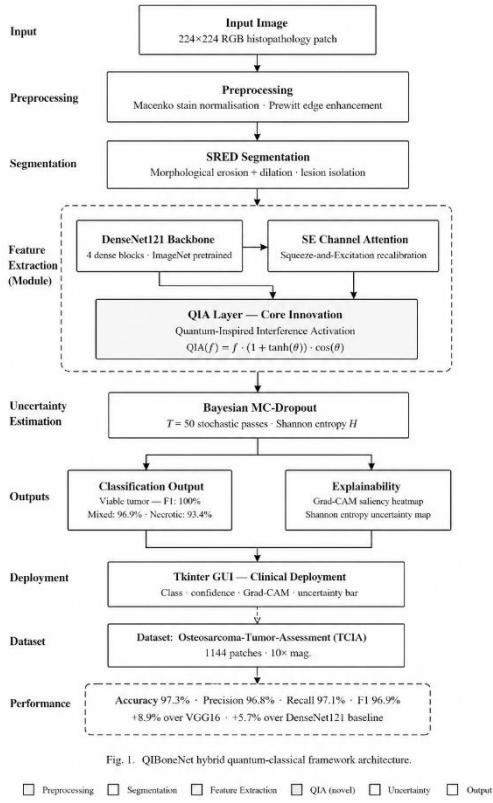 Input
Input Image
224×224 RGB histopathology patch
Preprocessing
Preprocessing
Macenko stain normalisation · Prewitt edge enhancement
Segmentation
SRED Segmentation
Morphological erosion + dilation · lesion isolation
Feature
Extraction
(Module)
DenseNet121 Backbone
4 dense blocks · ImageNet pretrained
SE Channel Attention
Squeeze-and-Excitation recalibration
QIA Layer — Core Innovation
Quantum-Inspired Interference Activation
QIA(f) = f · (1 + tanh(θ)) · cos(θ)
Uncertainty
Estimation
Bayesian MC-Dropout
T = 50 stochastic passes · Shannon entropy H
Outputs
Classification Output
Viable tumor — F1: 100%
Mixed: 96.9% · Necrotic: 93.4%
Explainability
Grad-CAM saliency heatmap
Shannon entropy uncertainty map
Deployment
Tkinter GUI — Clinical Deployment
Class · confidence · Grad-CAM · uncertainty bar
Dataset
Dataset: Osteosarcoma-Tumor-Assessment (TCIA)
1144 patches · 10× mag.
Performance
Accuracy 97.3% · Precision 96.8% · Recall 97.1% · F1 96.9%
+8.9% over VGG16 · +5.7% over DenseNet121 baseline
Fig. 1. QIBoneNet hybrid quantum-classical framework architecture.
Preprocessing Segmentation Feature Extraction QIA (novel) Uncertainty Output